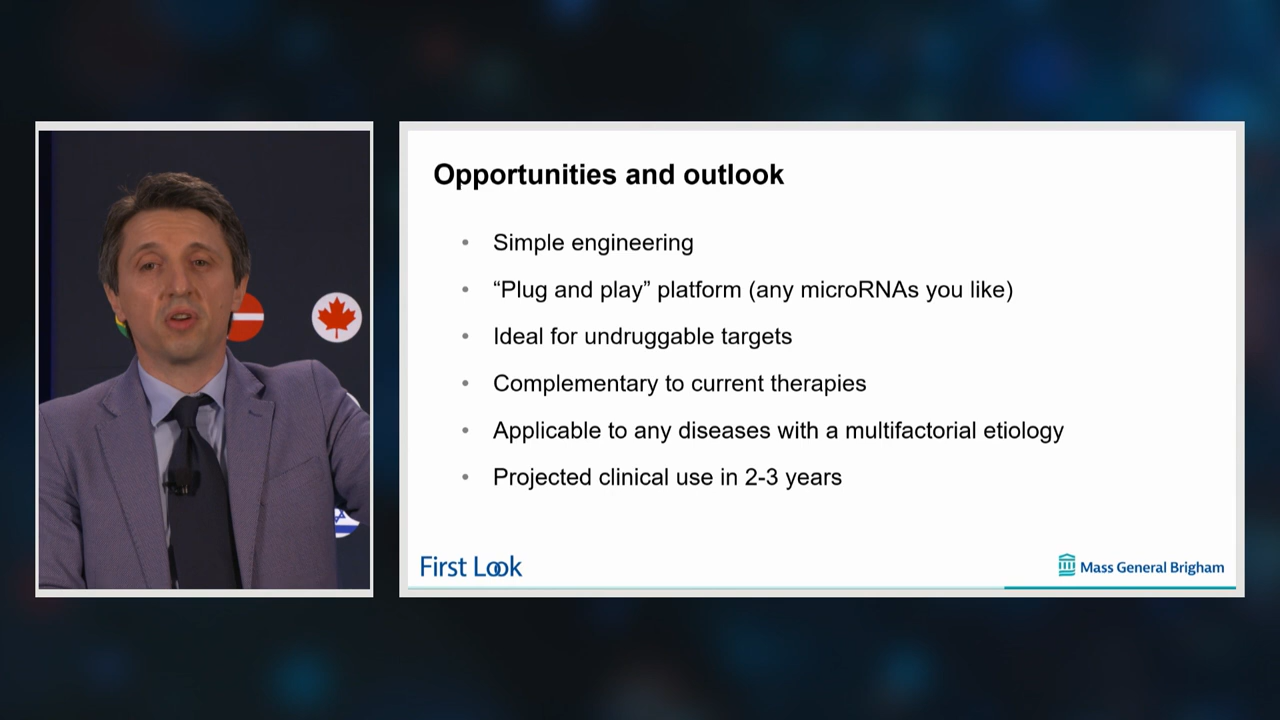 Opportunities and outlook
• Simple engineering
• “Plug and play” platform (any microRNAs you like)
• Ideal for undruggable targets
• Complementary to current therapies
• Applicable to any diseases with a multifactorial etiology
• Projected clinical use in 2-3 years
First Look
Mass General Brigham